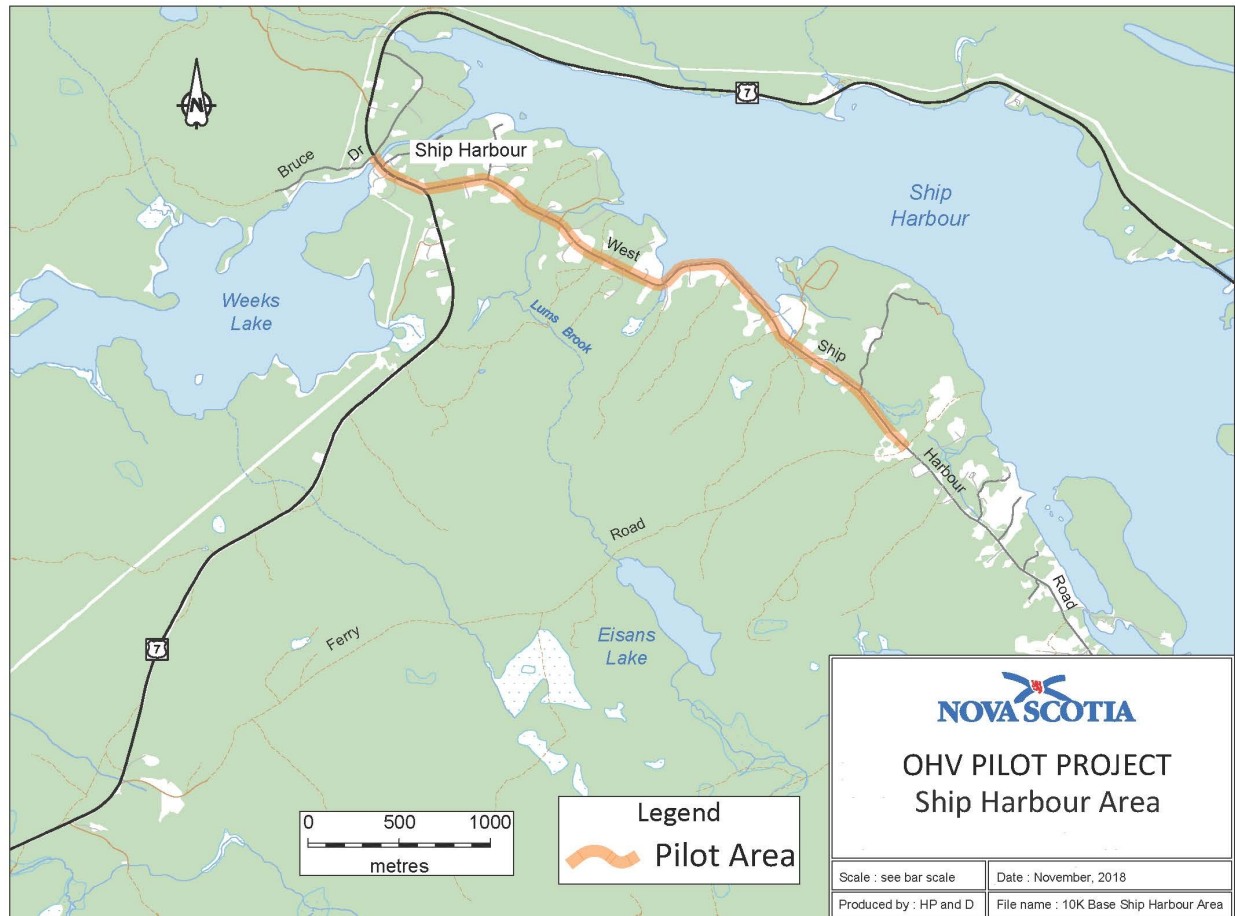 N
7
Ship Harbour
Bruce
Dr
Ship
Harbour
West
Weeks
Lake
Lums Brook
Ship
Harbour
Road
Road
Ferry
Eisans
Lake
7
NOVA SCOTIA
OHV PILOT PROJECT
Ship Harbour Area
0 500 1000
metres
Legend
Pilot Area
Scale : see bar scale
Date : November, 2018
Produced by : HP and D
File name : 10K Base Ship Harbour Area